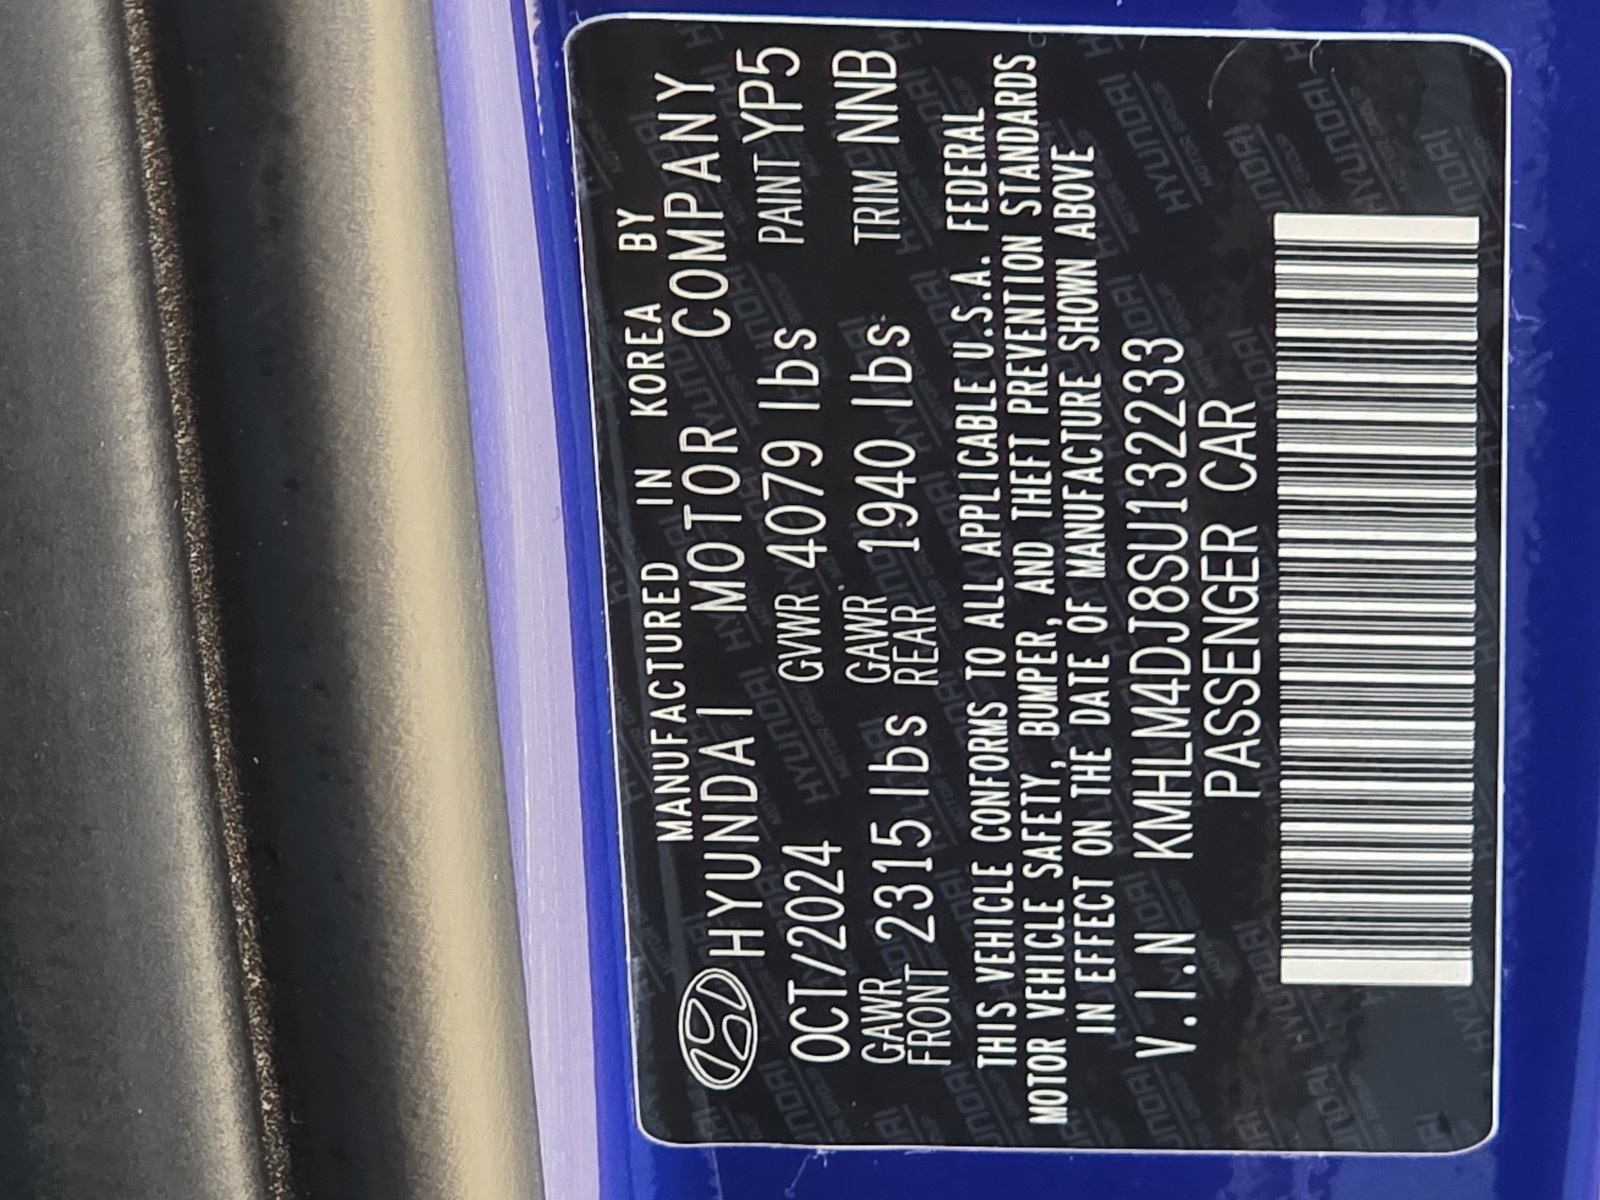 MANUFACTURED IN KOREA BY
HYUNDAI MOTOR COMPANY
OCT/2024 GVWR 4079 lbs PAINT YP5
GAWR FRONT 2315 lbs GAWR REAR 1940 lbs TRIM NNB
THIS VEHICLE CONFORMS TO ALL APPLICABLE U.S.A. FEDERAL
MOTOR VEHICLE SAFETY, BUMPER, AND THEFT PREVENTION STANDARDS
IN EFFECT ON THE DATE OF MANUFACTURE SHOWN ABOVE
V.I.N KMHLM4DJ8SU132233
PASSENGER CAR